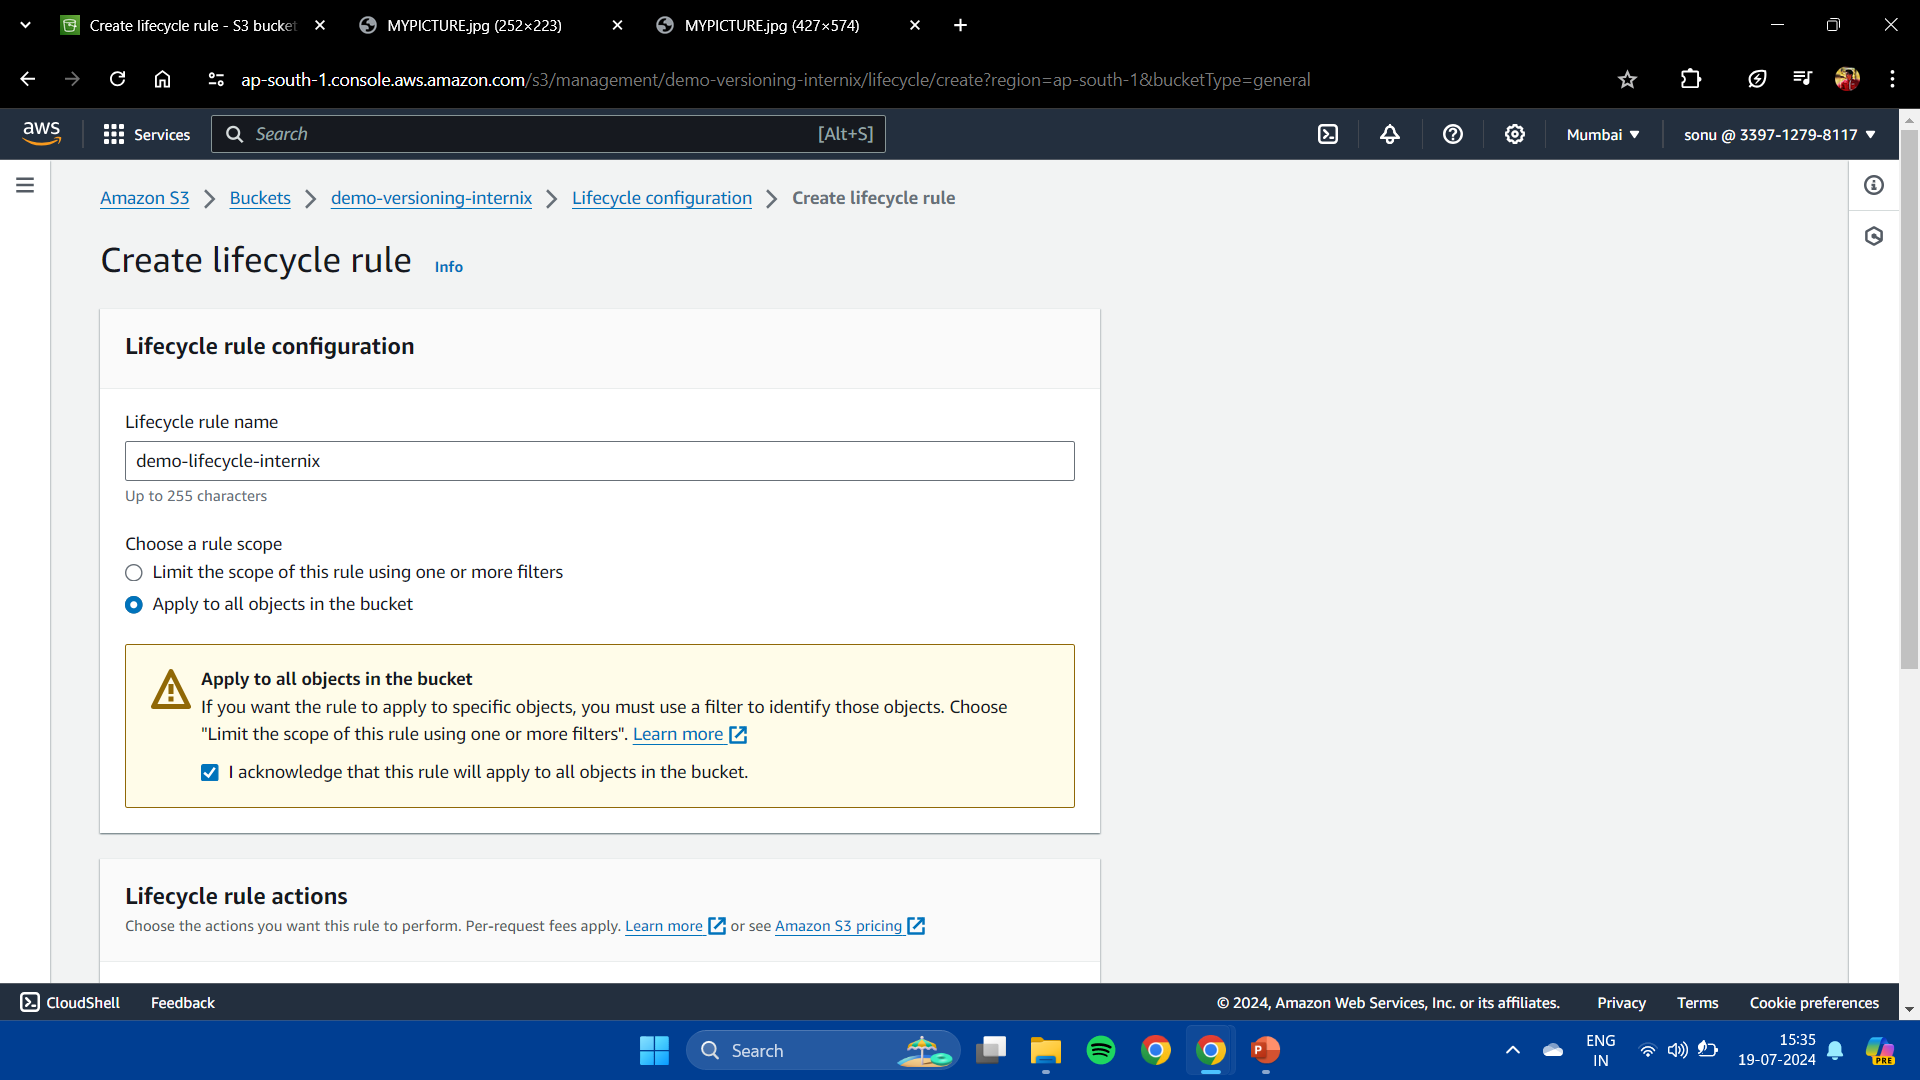 Create lifecycle rule - S3 bucket
MYPICTURE.jpg (252×223)
MYPICTURE.jpg (427×574)
ap-south-1.console.aws.amazon.com/s3/management/demo-versioning-internix/lifecycle/create?region=ap-south-1&bucketType=general
aws
Services
Search
[Alt+S]
Mumbai
sonu @ 3397-1279-8117
Amazon S3
Buckets
demo-versioning-internix
Lifecycle configuration
Create lifecycle rule
Create lifecycle rule
Info
Lifecycle rule configuration
Lifecycle rule name
demo-lifecycle-internix
Up to 255 characters
Choose a rule scope
Limit the scope of this rule using one or more filters
Apply to all objects in the bucket
Apply to all objects in the bucket
If you want the rule to apply to specific objects, you must use a filter to identify those objects. Choose
"Limit the scope of this rule using one or more filters". Learn more
I acknowledge that this rule will apply to all objects in the bucket.
Lifecycle rule actions
Choose the actions you want this rule to perform. Per-request fees apply. Learn more or see Amazon S3 pricing
CloudShell
Feedback
© 2024, Amazon Web Services, Inc. or its affiliates.
Privacy
Terms
Cookie preferences
Search
P
ENG
IN
15:35
19-07-2024
PRE